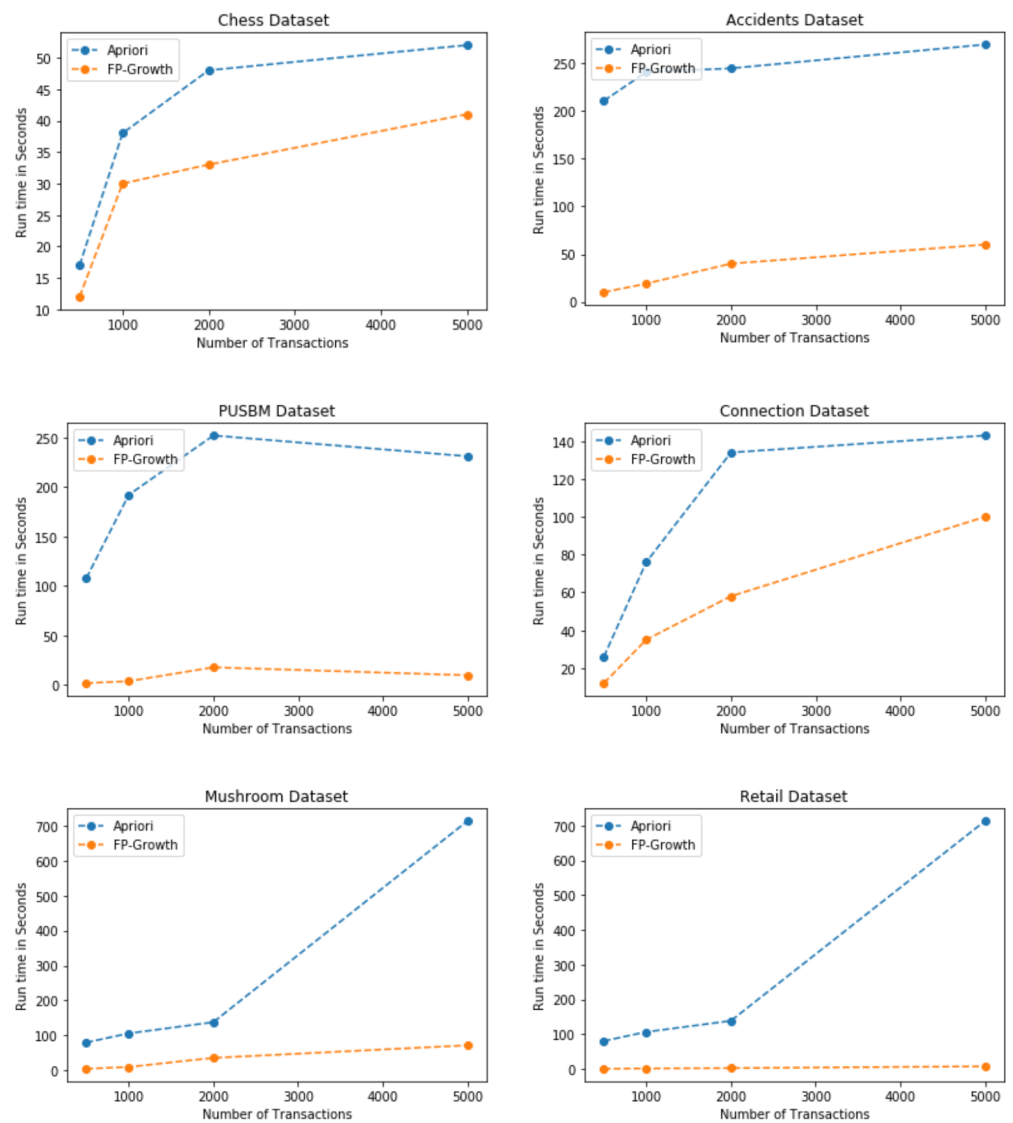 Chess Dataset
Apriori
FP-Growth
Run time in Seconds
50
45
40
35
30
25
20
15
10
1000 2000 3000 4000 5000
Number of Transactions
Accidents Dataset
Apriori
FP-Growth
Run time in Seconds
250
200
150
100
50
0
1000 2000 3000 4000 5000
Number of Transactions
PUSBM Dataset
Apriori
FP-Growth
Run time in Seconds
250
200
150
100
50
0
1000 2000 3000 4000 5000
Number of Transactions
Connection Dataset
Apriori
FP-Growth
Run time in Seconds
140
120
100
80
60
40
20
1000 2000 3000 4000 5000
Number of Transactions
Mushroom Dataset
Apriori
FP-Growth
Run time in Seconds
700
600
500
400
300
200
100
0
1000 2000 3000 4000 5000
Number of Transactions
Retail Dataset
Apriori
FP-Growth
Run time in Seconds
700
600
500
400
300
200
100
0
1000 2000 3000 4000 5000
Number of Transactions